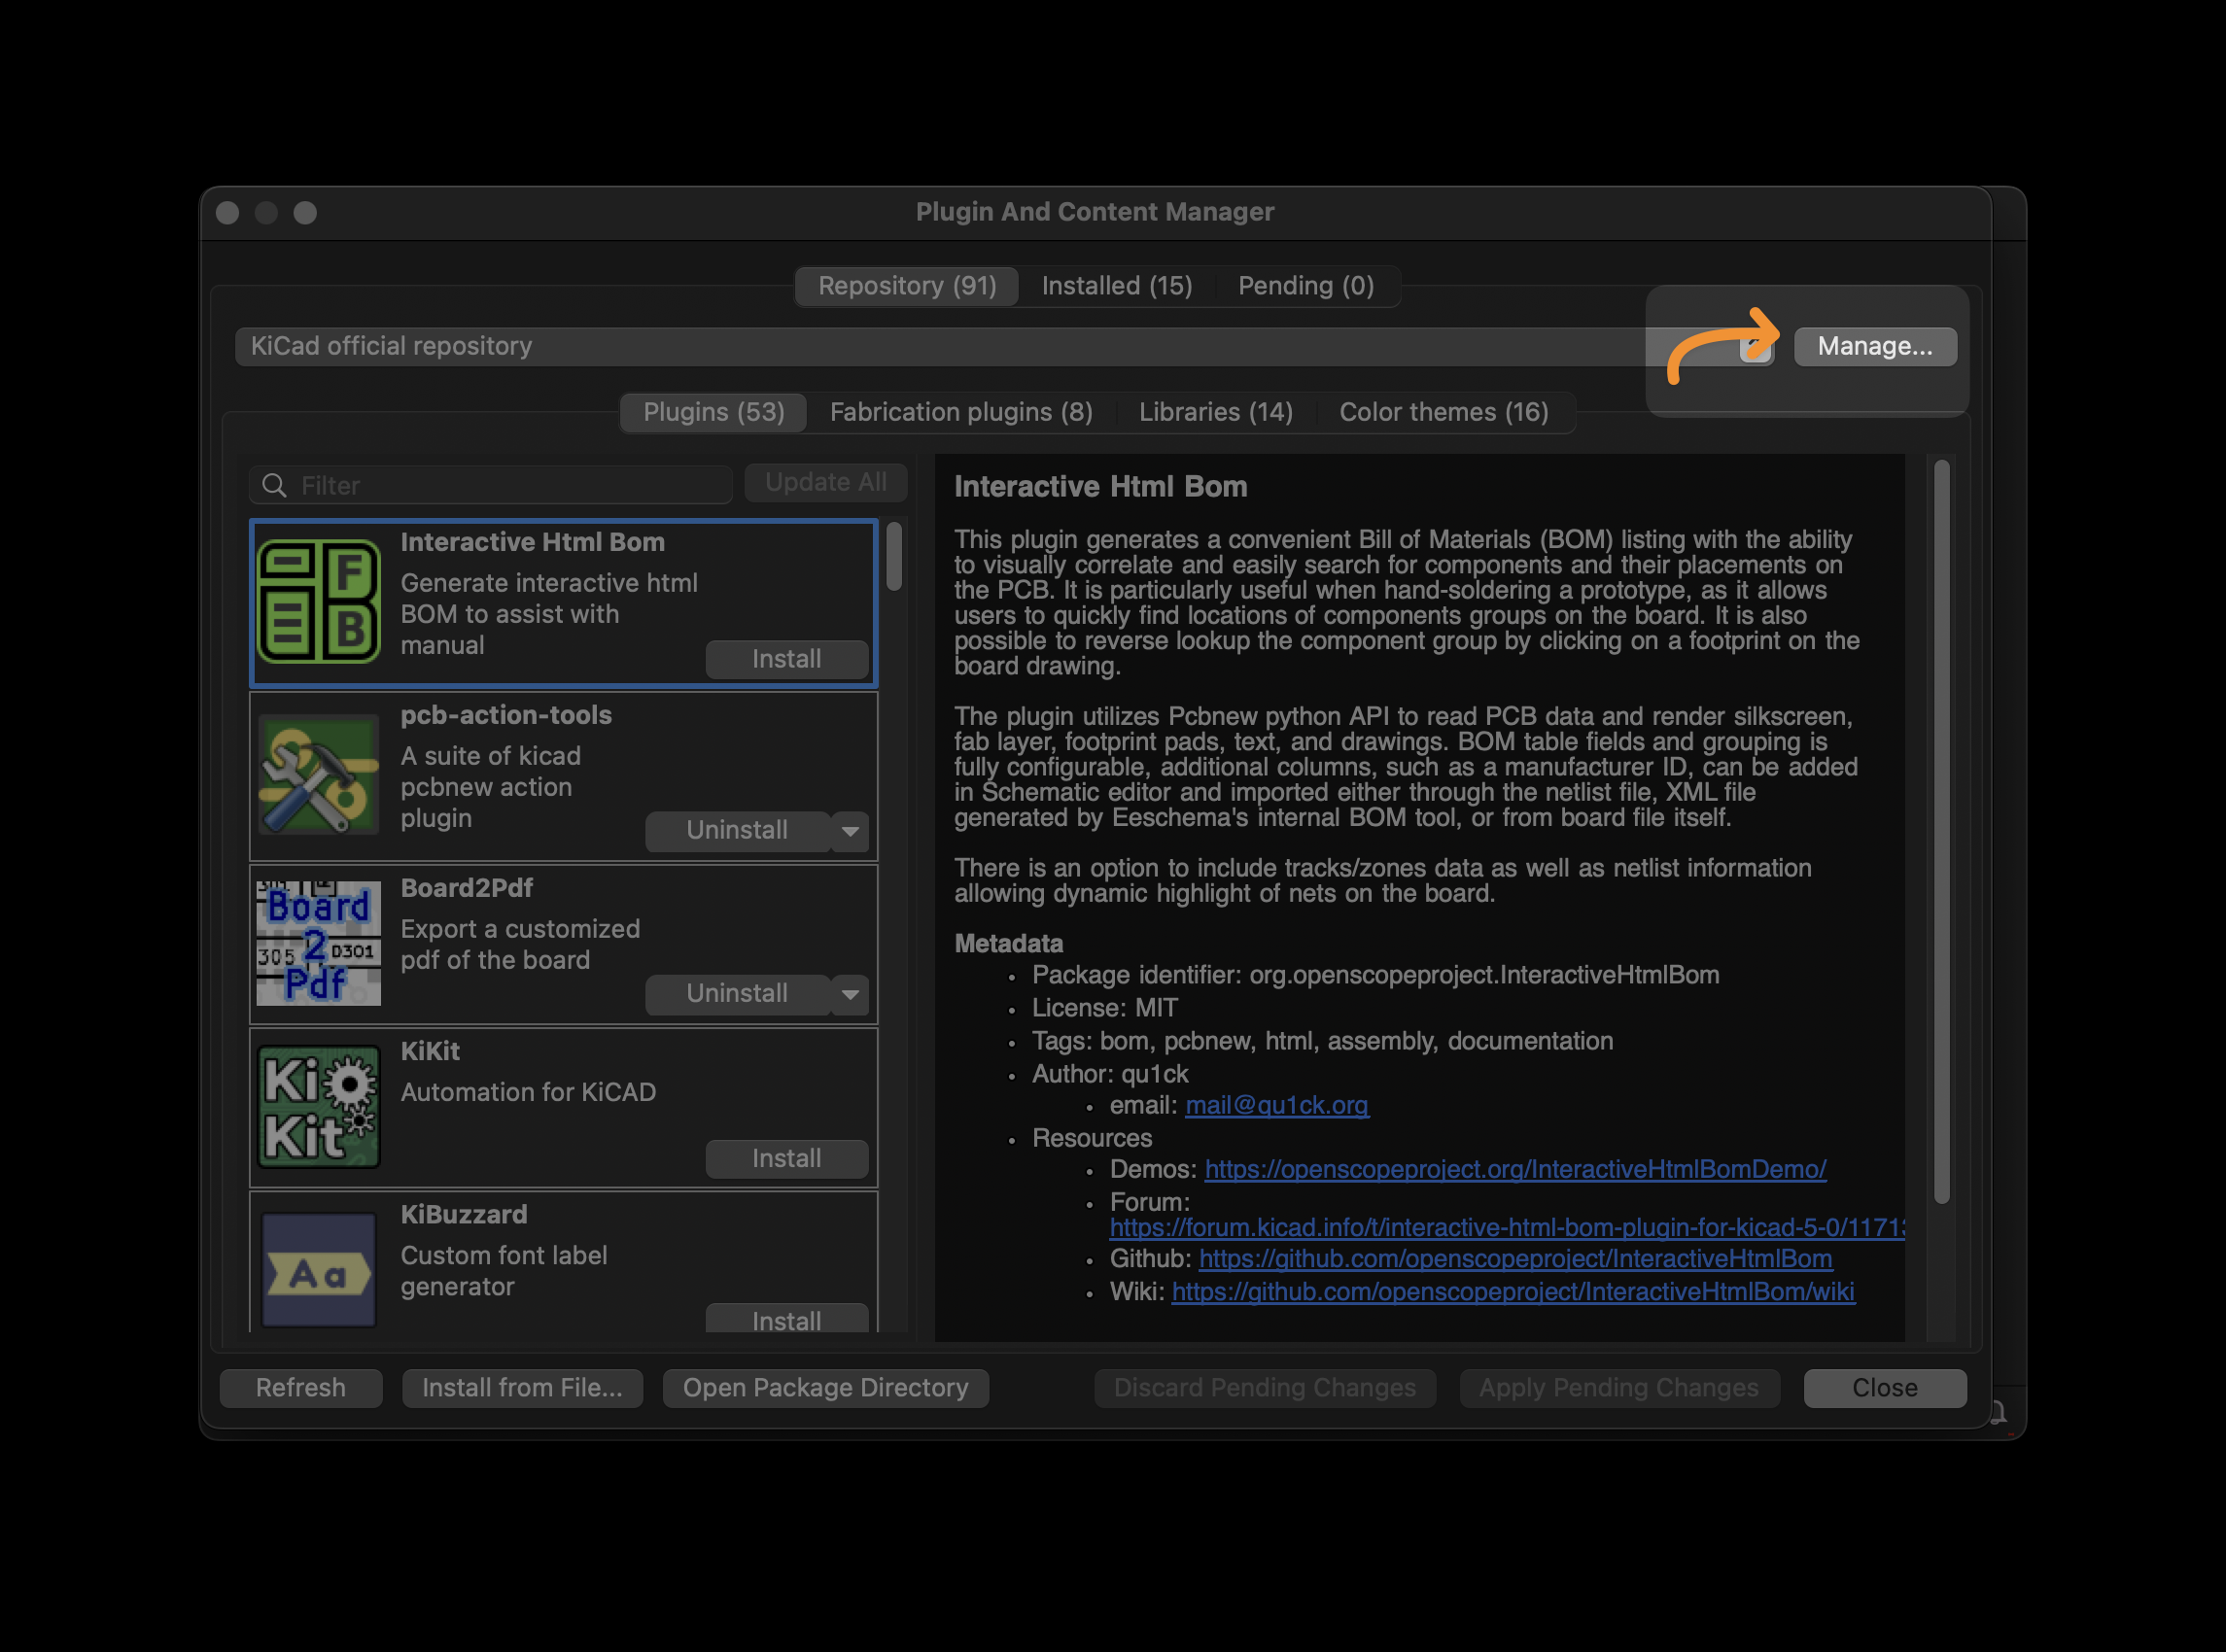 Plugin And Content Manager
Repository (91) Installed (15) Pending (0)
KiCad official repository Manage...
Plugins (53) Fabrication plugins (8) Libraries (14) Color themes (16)
Filter Update All
Interactive Html Bom
Generate interactive html
BOM to assist with
manual
Install
F
B
pcb-action-tools
A suite of kicad
pcbnew action
plugin
Uninstall
Board2Pdf
Export a customized
pdf of the board
Uninstall
Board
2
305 D301
Pdf
KiKit
Automation for KiCAD
Install
Ki
Kit
KiBuzzard
Custom font label
generator
Install
Aa
Interactive Html Bom
This plugin generates a convenient Bill of Materials (BOM) listing with the ability
to visually correlate and easily search for components and their placements on
the PCB. It is particularly useful when hand-soldering a prototype, as it allows
users to quickly find locations of components groups on the board. It is also
possible to reverse lookup the component group by clicking on a footprint on the
board drawing.
The plugin utilizes Pcbnew python API to read PCB data and render silkscreen,
fab layer, footprint pads, text, and drawings. BOM table fields and grouping is
fully configurable, additional columns, such as a manufacturer ID, can be added
in Schematic editor and imported either through the netlist file, XML file
generated by Eeschema's internal BOM tool, or from board file itself.
There is an option to include tracks/zones data as well as netlist information
allowing dynamic highlight of nets on the board.
Metadata
• Package identifier: org.openscopeproject.InteractiveHtmlBom
• License: MIT
• Tags: bom, pcbnew, html, assembly, documentation
• Author: qu1ck
• email: mail@qu1ck.org
• Resources
• Demos: https://openscopeproject.org/InteractiveHtmlBomDemo/
• Forum:
https://forum.kicad.info/t/interactive-html-bom-plugin-for-kicad-5-0/1171
• Github: https://github.com/openscopeproject/InteractiveHtmlBom
• Wiki: https://github.com/openscopeproject/InteractiveHtmlBom/wiki
Refresh Install from File... Open Package Directory Discard Pending Changes Apply Pending Changes Close